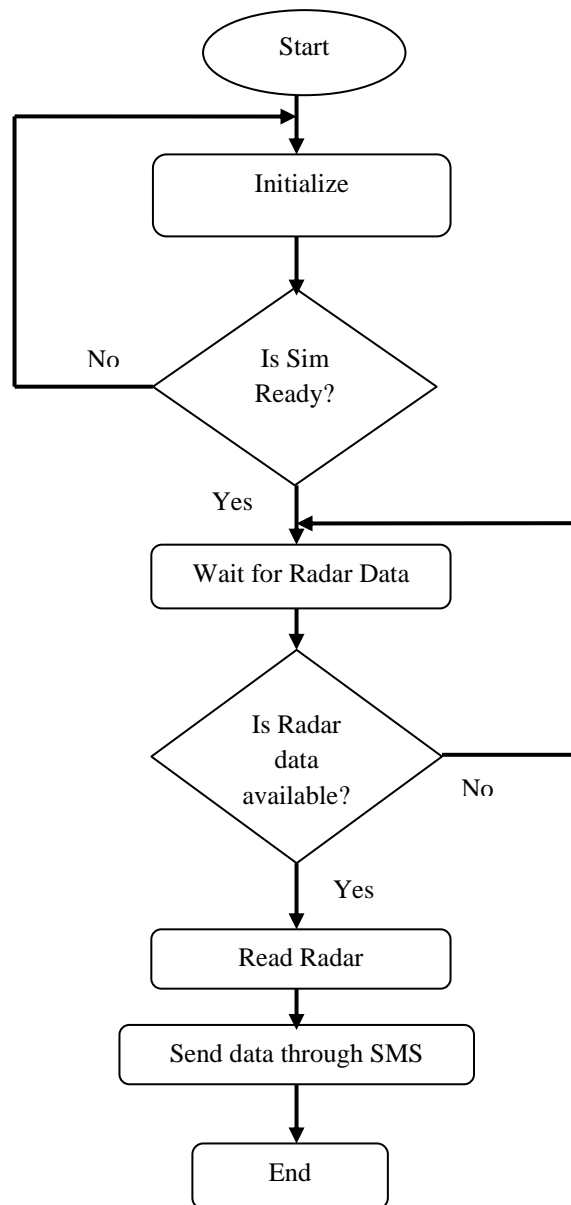 Start
Initialize
No
Is Sim
Ready?
Yes
Wait for Radar Data
Is Radar
data
available?
No
Yes
Read Radar
Send data through SMS
End